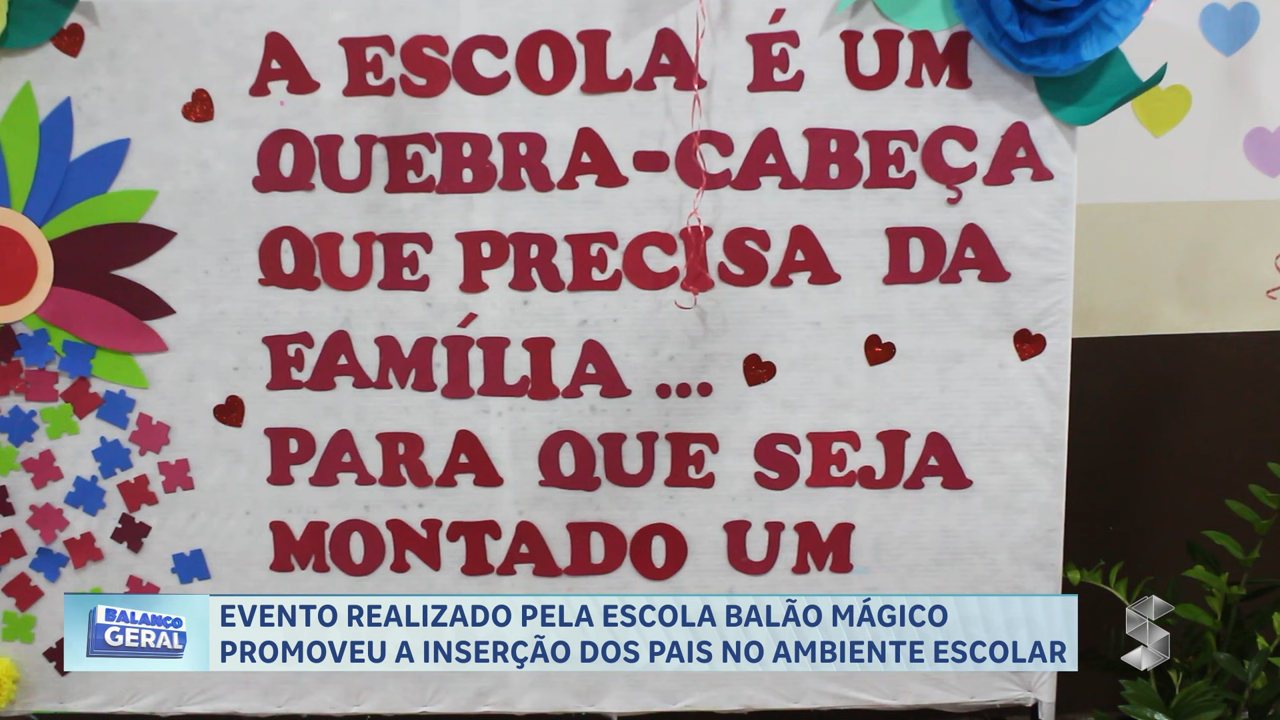 A ESCOLA É UM
QUEBRA-CABEÇA
QUE PRECISA DA
FAMÍLIA ...
PARA QUE SEJA
MONTADO UM
BALANÇO
GERAL
EVENTO REALIZADO PELA ESCOLA BALÃO MÁGICO
PROMOVEU A INSERÇÃO DOS PAIS NO AMBIENTE ESCOLAR